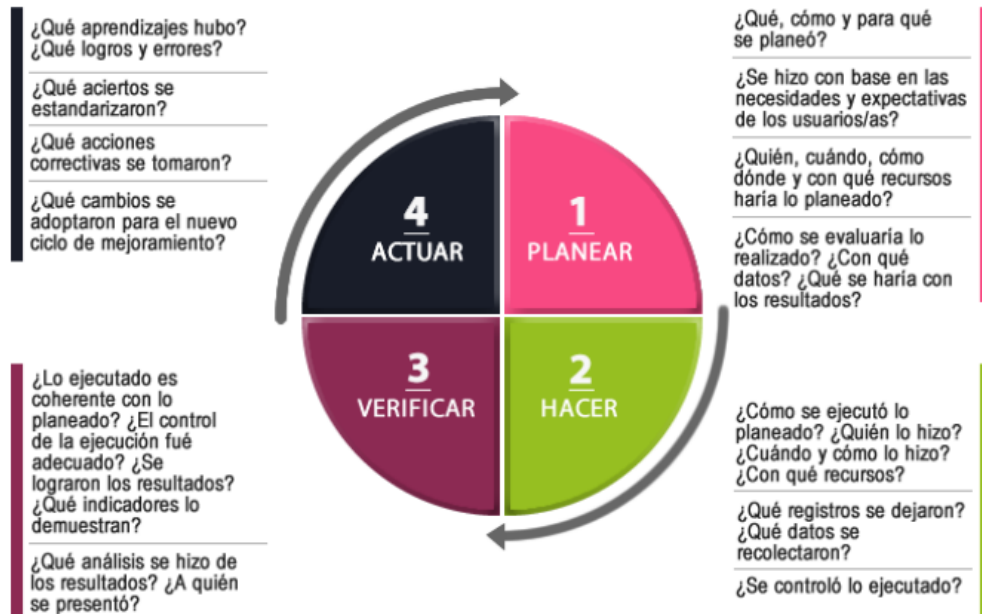 ¿Qué aprendizajes hubo?
¿Qué logros y errores?
¿Qué aciertos se
estandarizaron?
¿Qué acciones
correctivas se tomaron?
¿Qué cambios se
adoptaron para el nuevo
ciclo de mejoramiento?
4
ACTUAR
1
PLANEAR
¿Qué, cómo y para qué
se planeó?
¿Se hizo con base en las
necesidades y expectativas
de los usuarios/as?
¿Quién, cuándo, cómo
dónde y con qué recursos
haría lo planeado?
¿Cómo se evaluaría lo
realizado? ¿Con qué
datos? ¿Qué se haría con
los resultados?
¿Lo ejecutado es
coherente con lo
planeado? ¿El control
de la ejecución fué
adecuado? ¿Se
lograron los resultados?
¿Qué indicadores lo
demuestran?
¿Qué análisis se hizo de
los resultados? ¿A quién
se presentó?
3
VERIFICAR
2
HACER
¿Cómo se ejecutó lo
planeado? ¿Quién lo hizo?
¿Cuándo y cómo lo hizo?
¿Con qué recursos?
¿Qué registros se dejaron?
¿Qué datos se
recolectaron?
¿Se controló lo ejecutado?